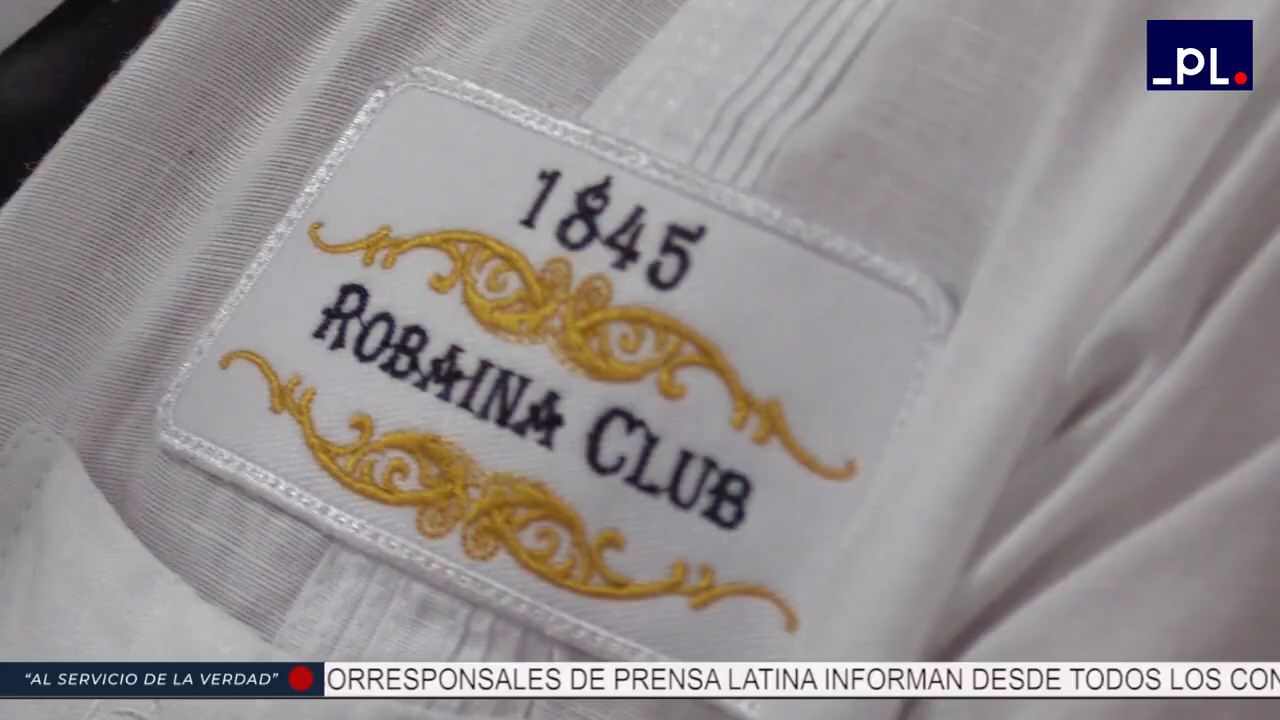 _PL.
1845
ROBAINA CLUB
"AL SERVICIO DE LA VERDAD"
ORRESPONSALES DE PRENSA LATINA INFORMAN DESDE TODOS LOS CON